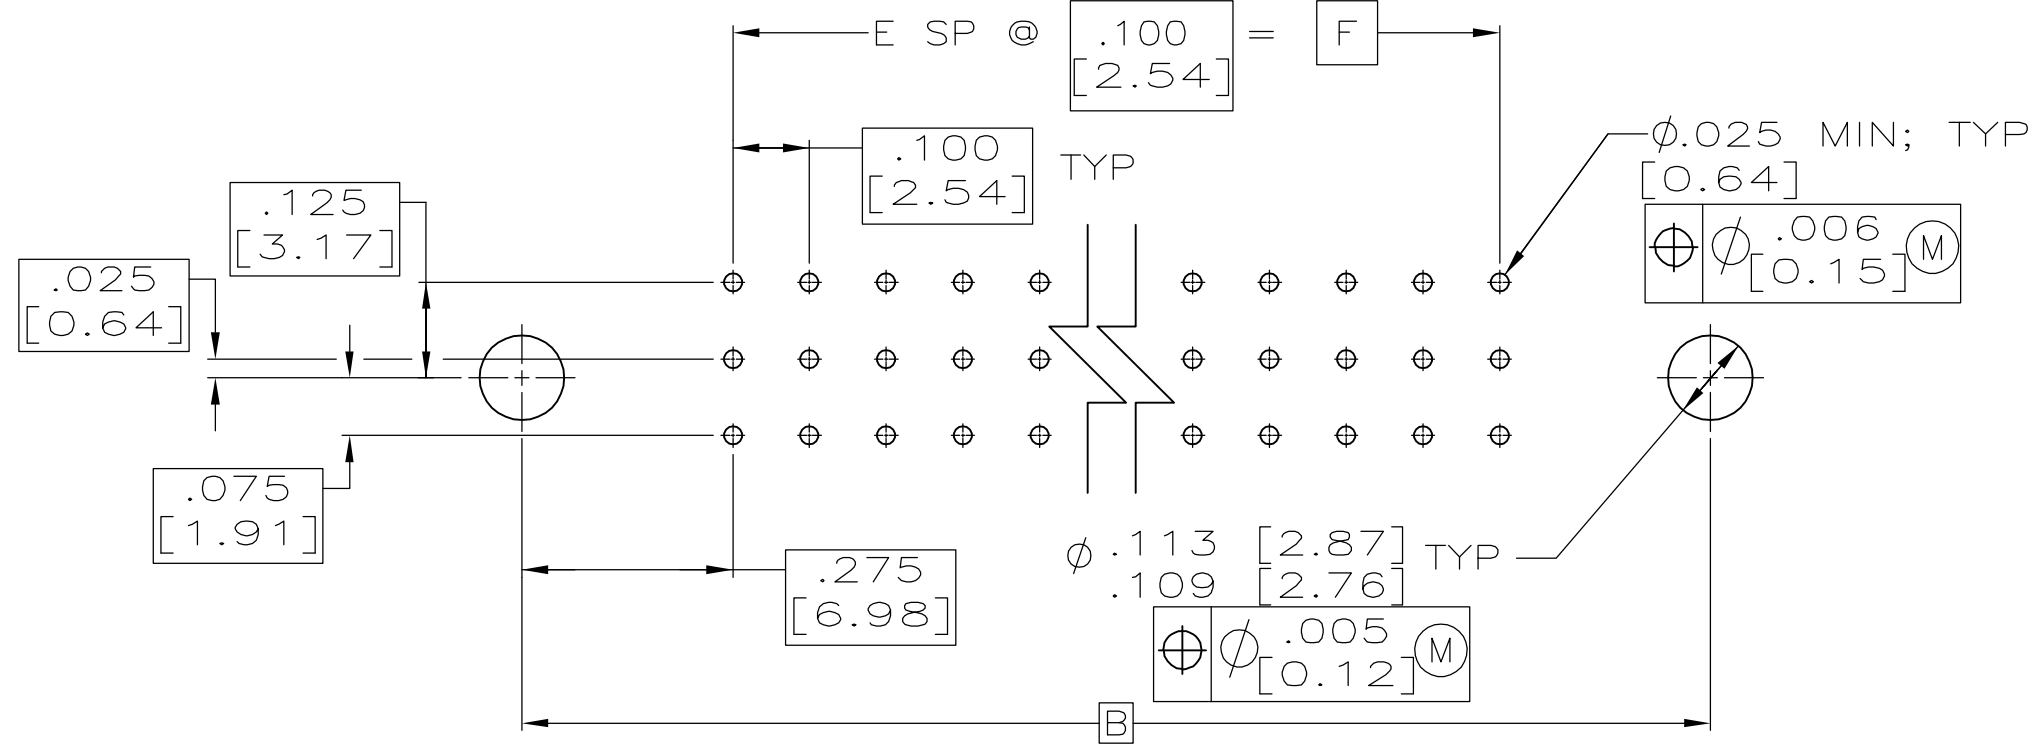 E SP @ .100 = F
[2.54]
.100 TYP
[2.54]
⌀.025 MIN; TYP
[0.64]
⌖ ⌀ .006 Ⓜ
[0.15]
.125
[3.17]
.025
[0.64]
.075
[1.91]
.275
[6.98]
⌀ .113 [2.87] TYP
.109 [2.76]
⌖ ⌀ .005 Ⓜ
[0.12]
B